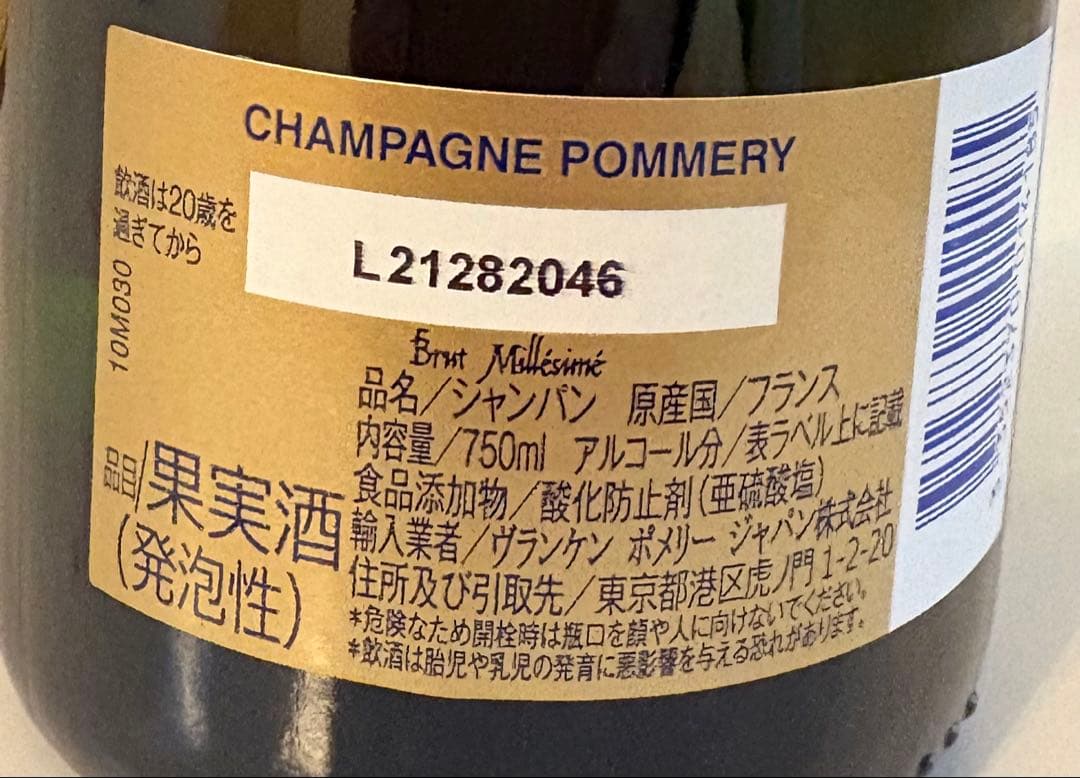 CHAMPAGNE POMMERY
飲酒は20歳を
過ぎてから
L21282046
10M030
Brut Millésimé
品名/シャンパン 原産国/フランス
内容量/750ml アルコール分/表ラベル上に記載
食品添加物/酸化防止剤(亜硫酸塩)
輸入業者/ヴランケン ポメリー ジャパン株式会社
住所及び引取先/東京都港区虎ノ門1-2-20
*危険なため開栓時は瓶口を顔や人に向けないでください。
*飲酒は胎児や乳児の発育に悪影響を与える恐れがあります。
品目/果実酒
(発泡性)